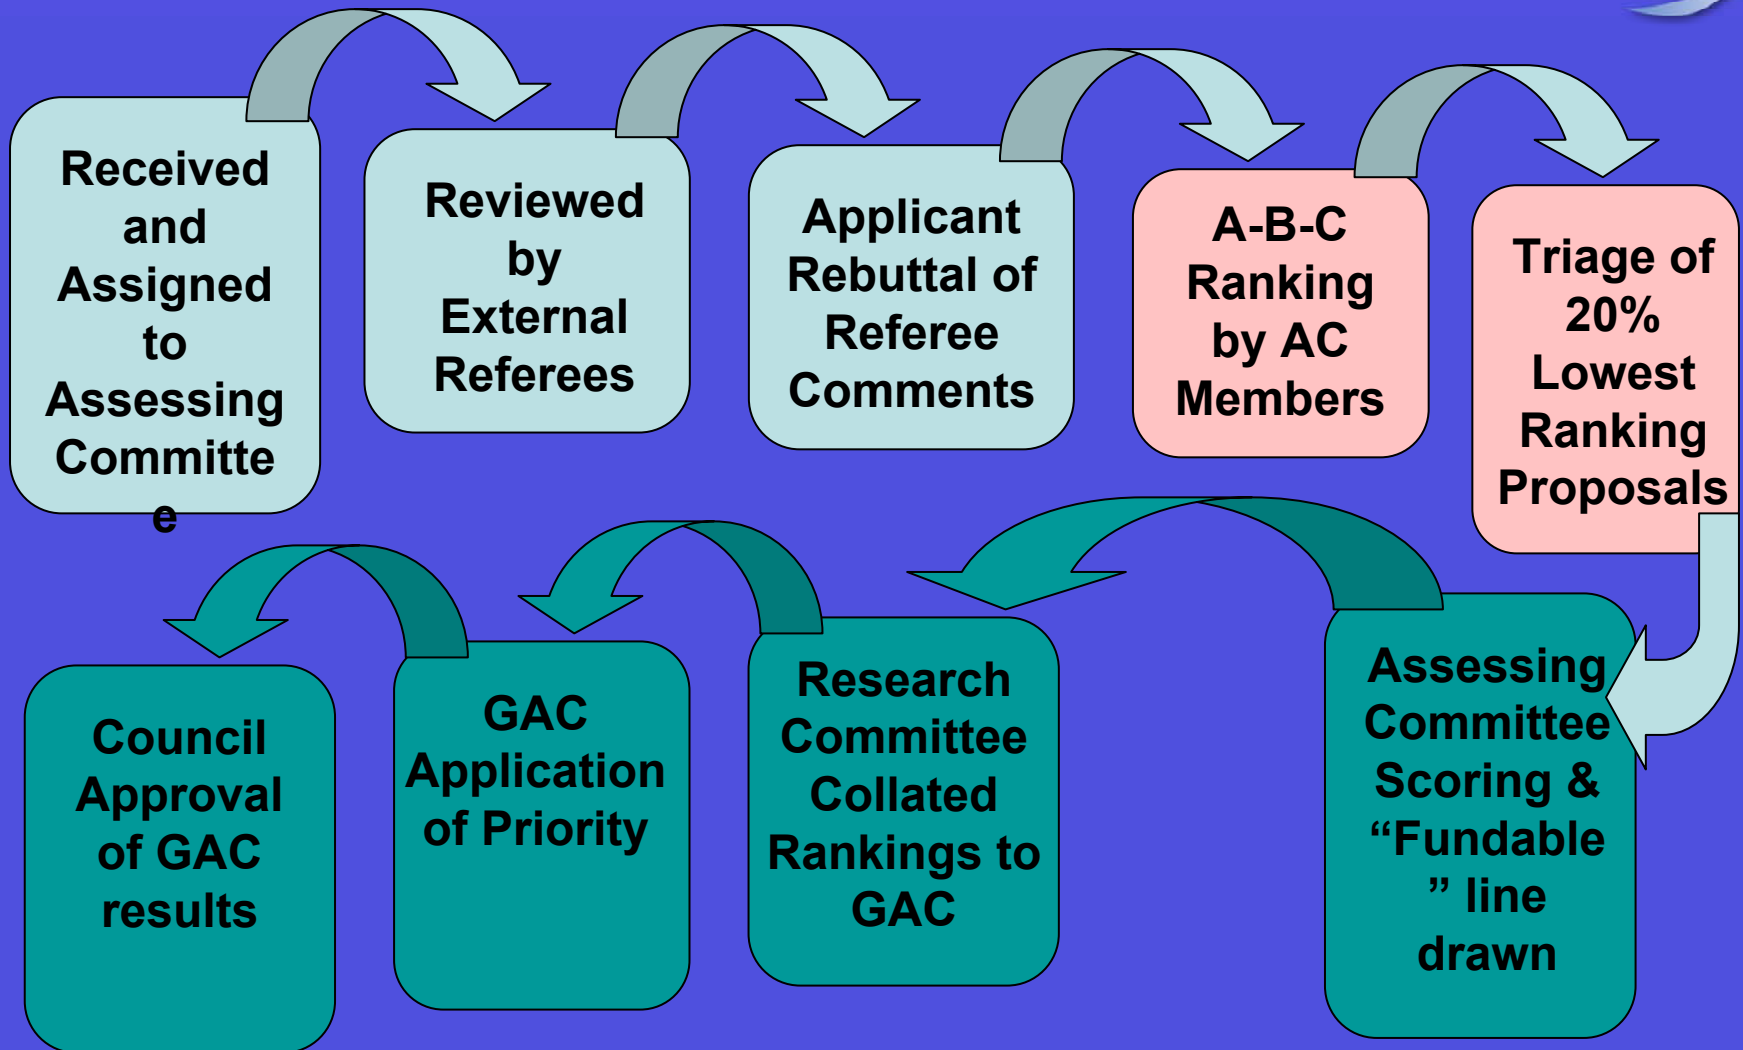 Received
and
Assigned
to
Assessing
Committe
e
Reviewed
by
External
Referees
Applicant
Rebuttal of
Referee
Comments
A-B-C
Ranking
by AC
Members
Triage of
20%
Lowest
Ranking
Proposals
Assessing
Committee
Scoring &
“Fundable
” line
drawn
Research
Committee
Collated
Rankings to
GAC
GAC
Application
of Priority
Council
Approval
of GAC
results